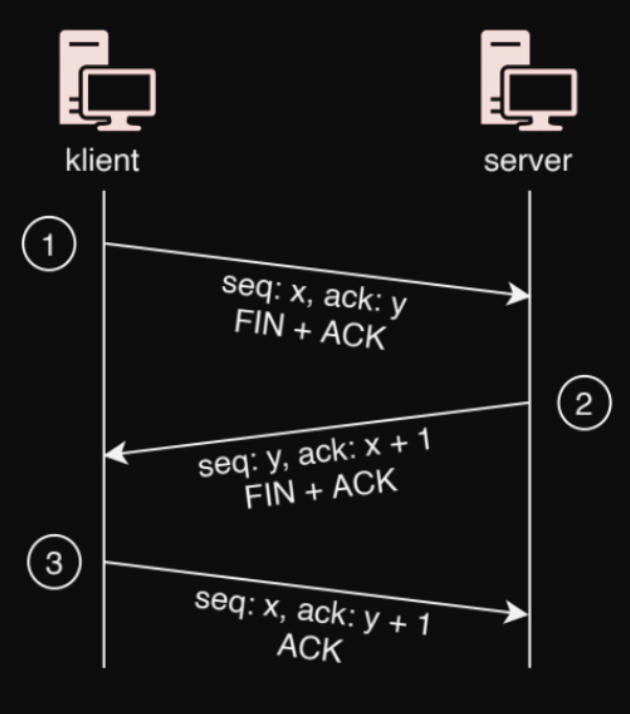 klient
server
1
seq: x, ack: y
FIN + ACK
2
seq: y, ack: x + 1
FIN + ACK
3
seq: x, ack: y + 1
ACK